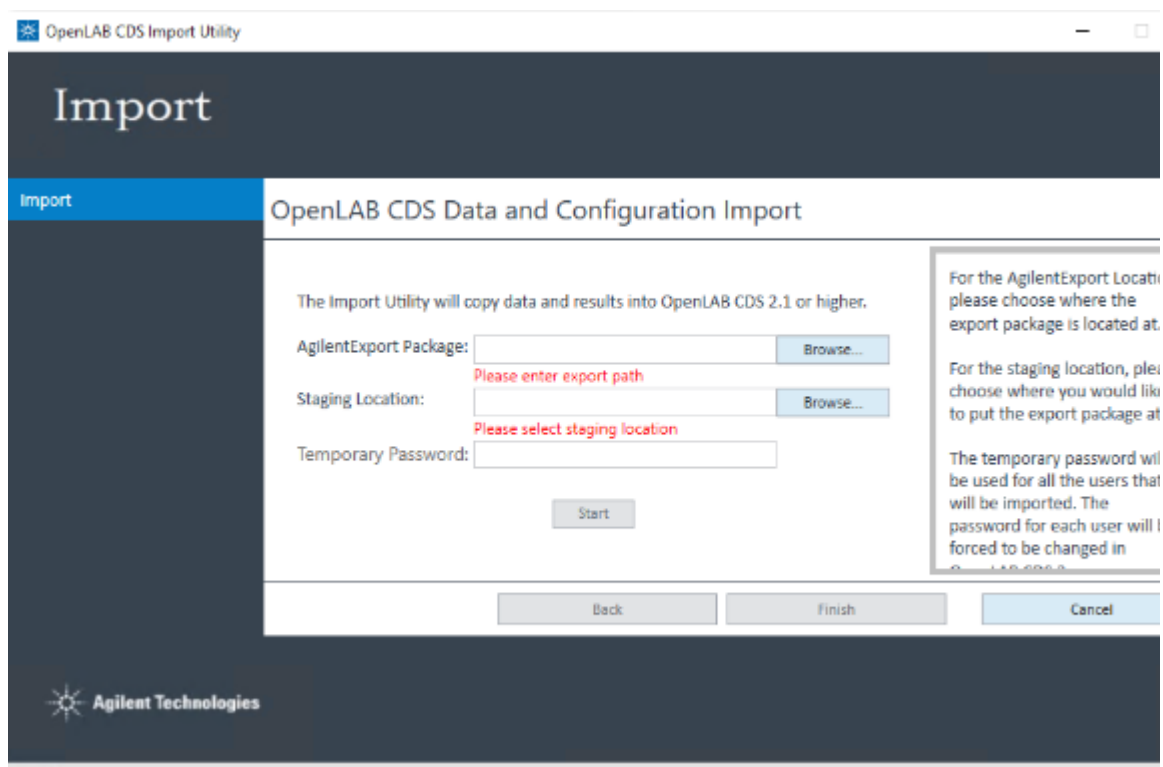 OpenLAB CDS Import Utility
Import
Import
OpenLAB CDS Data and Configuration Import
The Import Utility will copy data and results into OpenLAB CDS 2.1 or higher.
AgilentExport Package:
Browse...
Please enter export path
Staging Location:
Browse...
Please select staging location
Temporary Password:
Start
For the AgilentExport
please choose where the
export package is located at.
For the staging location,
choose where you would
to put the export package at
The temporary password
be used for all the users that
will be imported. The
password for each user will
forced to be changed in
Back
Finish
Cancel
Agilent Technologies